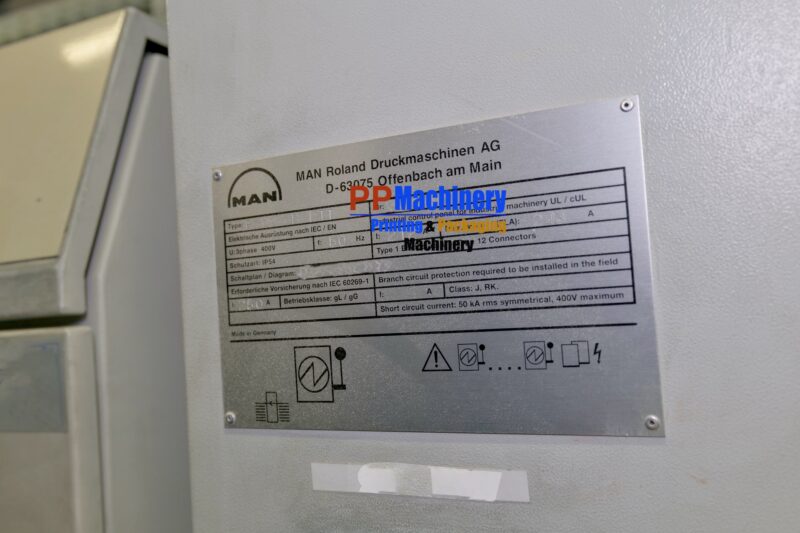 MAN Roland Druckmaschinen AG
D-63075 Offenbach am Main
MAN
PP Machinery
Printing & Packaging
Machinery
Type:
Elektrische Ausrüstung nach IEC / EN
U: 3phase 400V
f: Hz
Schutzart: IP54
Schaltplan / Diagram:
Erforderliche Vorsicherung nach IEC 60269-1
A Betriebsklasse: gL / gG
control panel for machinery UL / cUL
A
Type 1 12 Connectors
Branch circuit protection required to be installed in the field
I: A Class: J, RK.
Short circuit current: 50 kA rms symmetrical, 400V maximum
Made in Germany